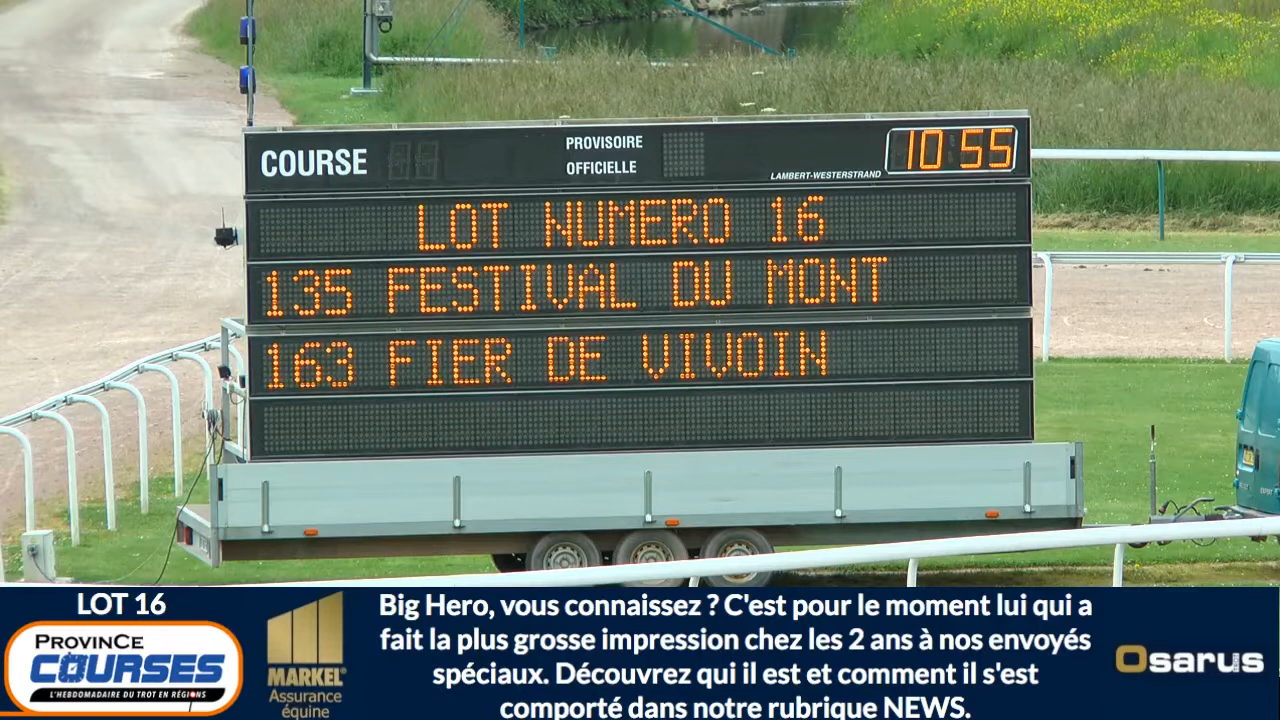 COURSE
PROVISOIRE
OFFICIELLE
LAMBERT-WESTERSTRAND
10 55
LOT NUMERO 16
135 FESTIVAL DU MONT
163 FIER DE VIVOIN
LOT 16
PROVINCE
COURSES
L'HEBDOMADAIRE DU TROT EN RÉGIONS
MARKEL®
Assurance
équine
Big Hero, vous connaissez ? C'est pour le moment lui qui a
fait la plus grosse impression chez les 2 ans à nos envoyés
spéciaux. Découvrez qui il est et comment il s'est
comporté dans notre rubrique NEWS.
Osarus